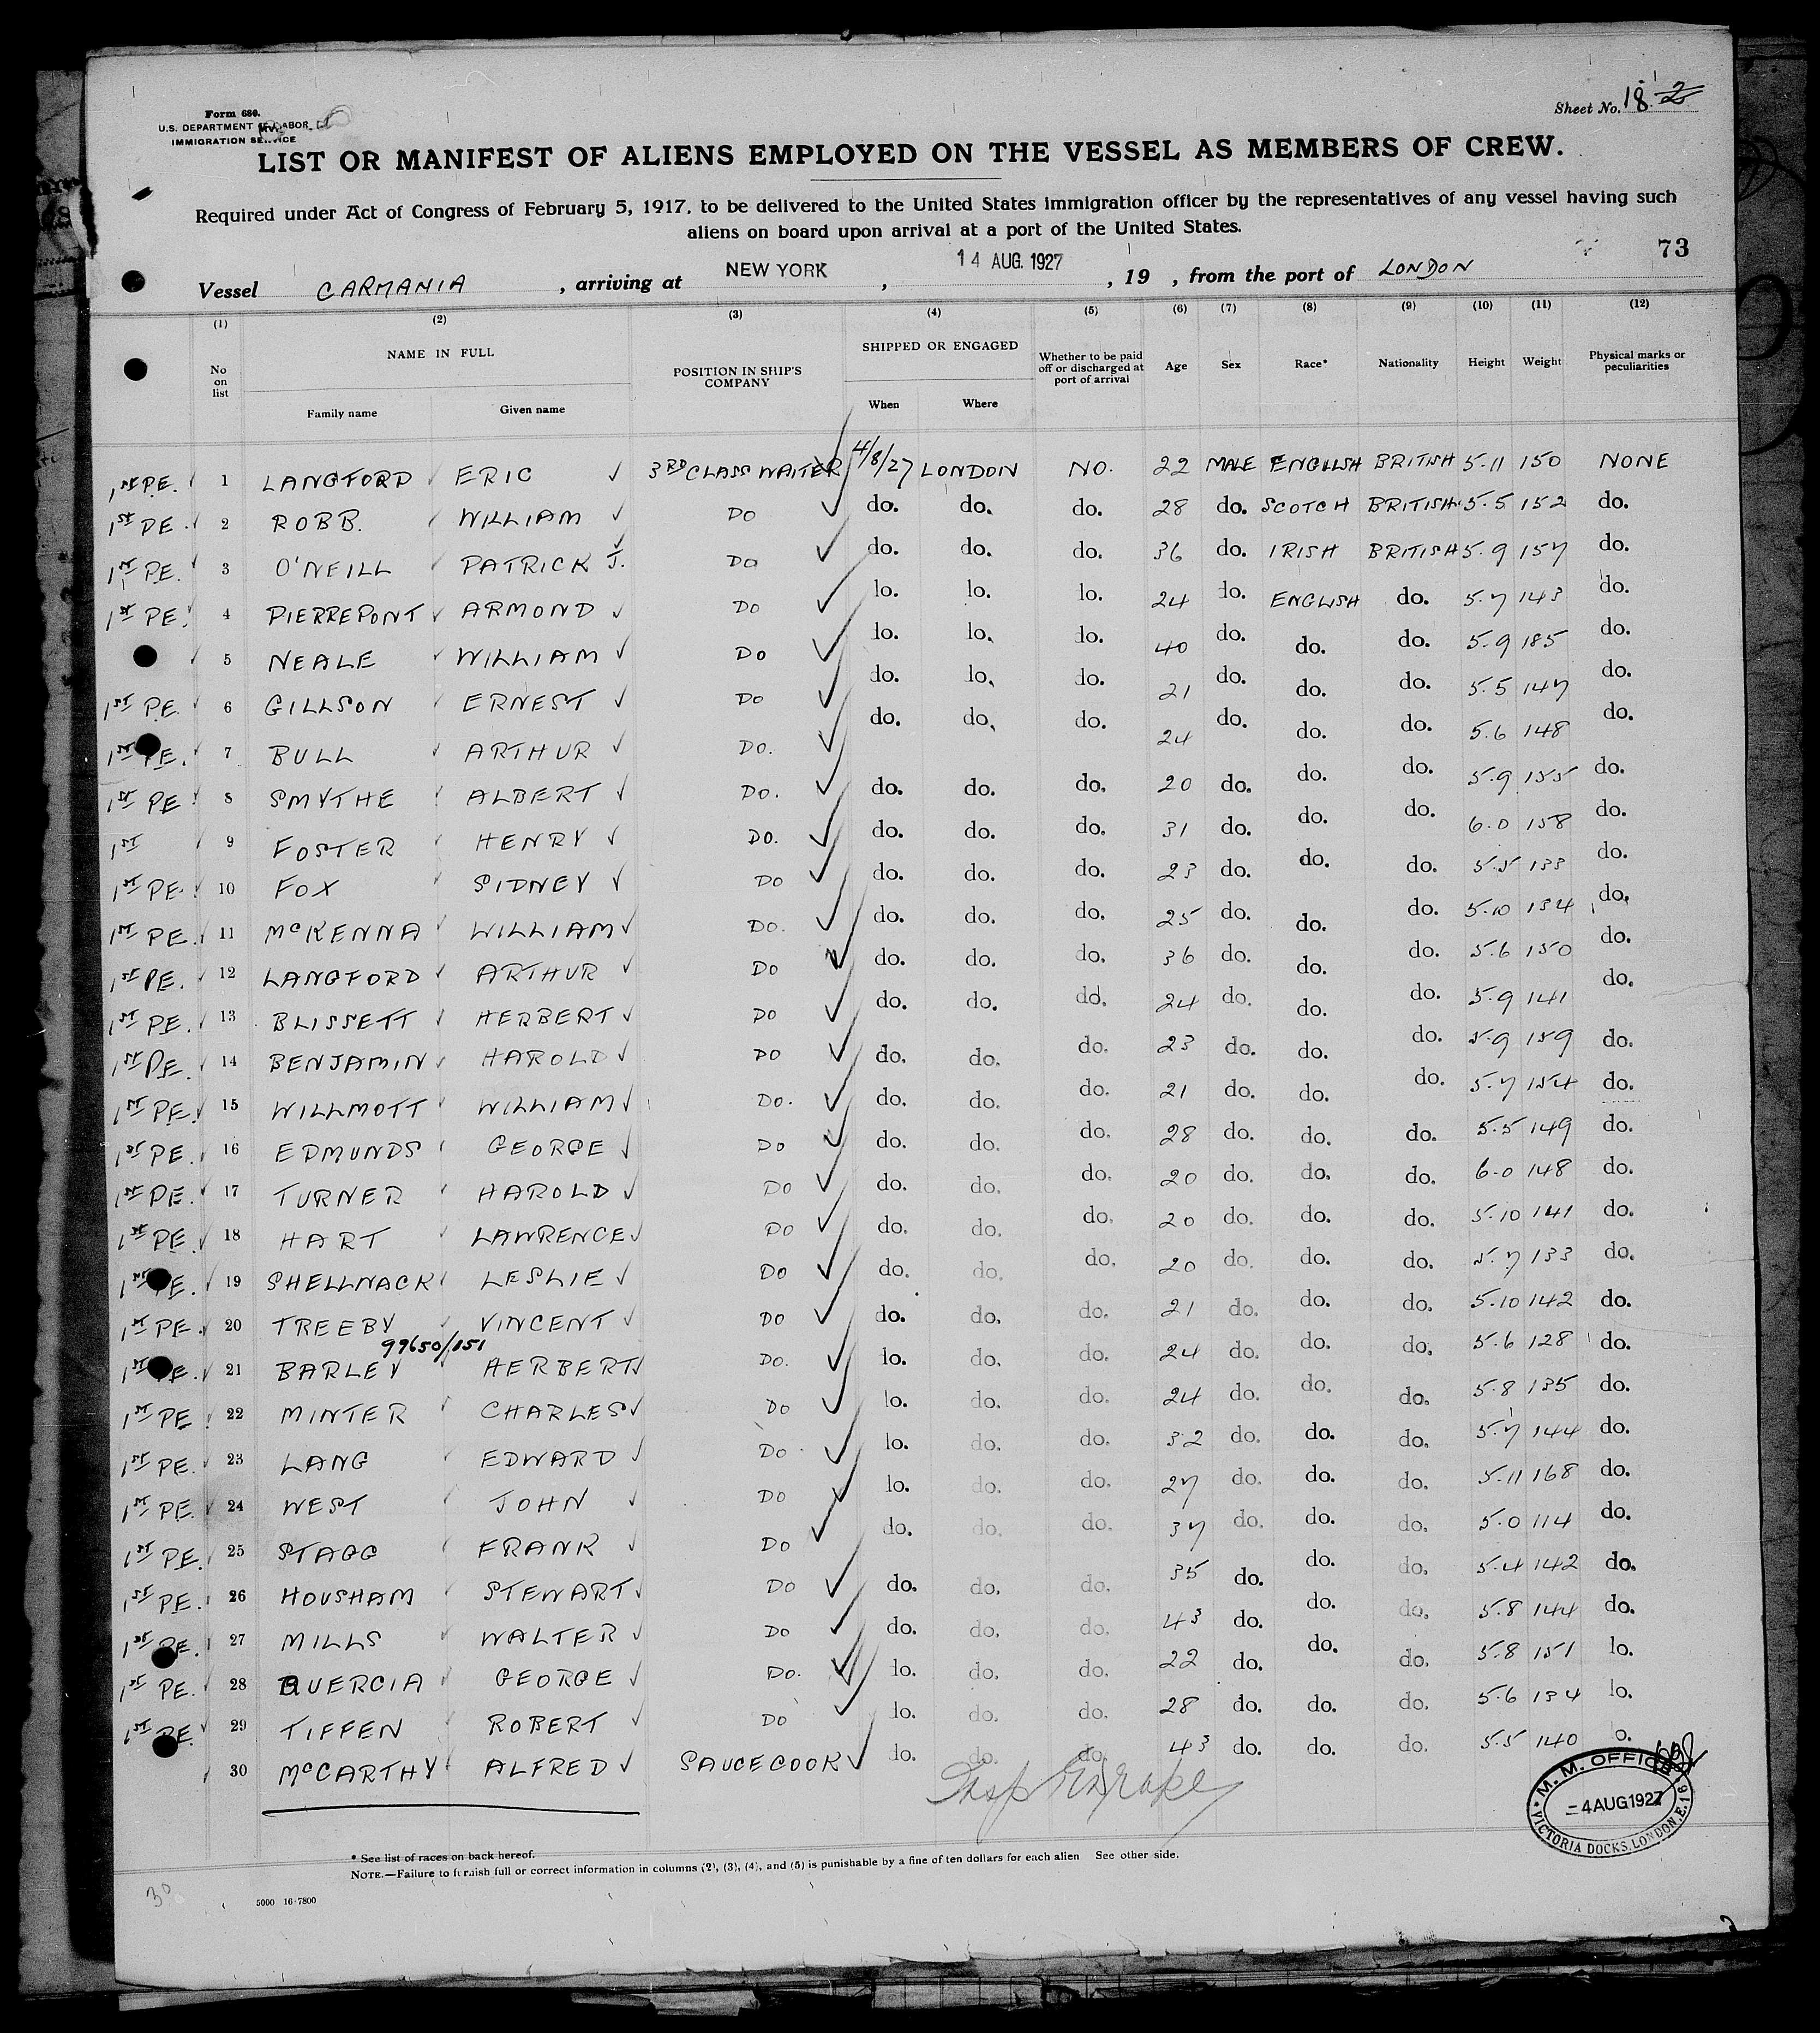 Form 680.
U.S. DEPARTMENT OF LABOR
IMMIGRATION SERVICE
Sheet No. 18 2
LIST OR MANIFEST OF ALIENS EMPLOYED ON THE VESSEL AS MEMBERS OF CREW.
Required under Act of Congress of February 5, 1917, to be delivered to the United States immigration officer by the representatives of any vessel having such
aliens on board upon arrival at a port of the United States.
73
Vessel CARMANIA, arriving at NEW YORK, 14 AUG. 1927, 19 , from the port of LONDON
(1) (2) (3) (4) (5) (6) (7) (8) (9) (10) (11) (12)
No on list NAME IN FULL Family name Given name POSITION IN SHIP'S COMPANY SHIPPED OR ENGAGED When Where Whether to be paid off or discharged at port of arrival Age Sex Race* Nationality Height Weight Physical marks or peculiarities
1ST PE. 1 LANGFORD ERIC 3RD CLASS WAITER 4/8/27 LONDON NO. 22 MALE ENGLISH BRITISH 5.11 150 NONE
1ST PE. 2 ROBB. WILLIAM DO do. do. do. 28 do. SCOTCH BRITISH 5.5 152 do.
1ST PE. 3 O'NEILL PATRICK J. DO do. do. do. 36 do. IRISH BRITISH 5.9 157 do.
1ST PE. 4 PIERREPONT ARMOND DO lo. lo. lo. 24 do. ENGLISH do. 5.7 143 do.
5 NEALE WILLIAM DO lo. lo. do. 40 do. do. do. 5.9 185 do.
1ST PE. 6 GILLSON ERNEST DO do. lo. lo. 21 do. do. do. 5.5 147 do.
1ST PE. 7 BULL ARTHUR DO. do. do. do. 24 do. do. do. 5.6 148 do.
1ST PE 8 SMYTHE ALBERT DO. do. do. do. 20 do. do. do. 5.9 155 do.
1ST 9 FOSTER HENRY DO. do. do. do. 31 do. do. do. 6.0 158 do.
1ST PE. 10 FOX SIDNEY DO do. do. do. 23 do. do. do. 5.5 133 do.
1ST PE. 11 McKENNA WILLIAM DO. do. do. do. 25 do. do. do. 5.10 134 do.
1ST PE. 12 LANGFORD ARTHUR DO do. do. do. 36 do. do. do. 5.6 150 do.
1ST PE. 13 BLISSETT HERBERT DO do. do. do. 24 do. do. do. 5.9 141 do.
1ST PE. 14 BENJAMIN HAROLD DO do. do. do. 23 do. do. do. 5.9 159 do.
1ST PE. 15 WILLMOTT WILLIAM DO. do. do. do. 21 do. do. do. 5.7 154 do.
1ST PE. 16 EDMUNDS GEORGE DO do. do. do. 28 do. do. do. 5.5 149 do.
1ST PE. 17 TURNER HAROLD DO do. do. do. 20 do. do. do. 6.0 148 do.
1ST PE. 18 HART LAWRENCE DO do. do. do. 20 do. do. do. 5.10 141 do.
1ST PE. 19 SHELLNACK LESLIE DO do. do. do. 20 do. do. do. 5.7 133 do.
1ST PE. 20 TREEBY VINCENT DO do. do. do. 21 do. do. do. 5.10 142 do.
99650/151
1ST PE. 21 BARLEY HERBERT DO. lo. do. do. 24 do. do. do. 5.6 128 do.
1ST PE 22 MINTER CHARLES DO lo. do. do. 24 do. do. do. 5.8 135 do.
1ST PE. 23 LANG EDWARD DO. lo. do. do. 32 do. do. do. 5.7 144 do.
1ST PE. 24 WEST JOHN DO lo. do. do. 27 do. do. do. 5.11 168 do.
1ST PE. 25 STAGG FRANK DO do. do. do. 37 do. do. do. 5.0 114 do.
1ST PE. 26 HOUSHAM STEWART DO do. do. do. 35 do. do. do. 5.4 142 do.
1ST PE. 27 MILLS WALTER DO do. do. do. 43 do. do. do. 5.8 144 do.
1ST PE. 28 QUERCIA GEORGE DO. lo. do. do. 22 do. do. do. 5.8 151 lo.
1ST PE. 29 TIFFEN ROBERT DO lo. do. do. 28 do. do. do. 5.6 134 lo.
30 McCARTHY ALFRED SAUCE COOK do. do. do. 43 do. do. do. 5.5 140 o.
M. M. OFFICE
-4 AUG 1927
VICTORIA DOCKS, LONDON, E.18
* See list of races on back hereof.
NOTE.—Failure to furnish full or correct information in columns (2), (3), (4), and (5) is punishable by a fine of ten dollars for each alien See other side.
30
5000 16-7800